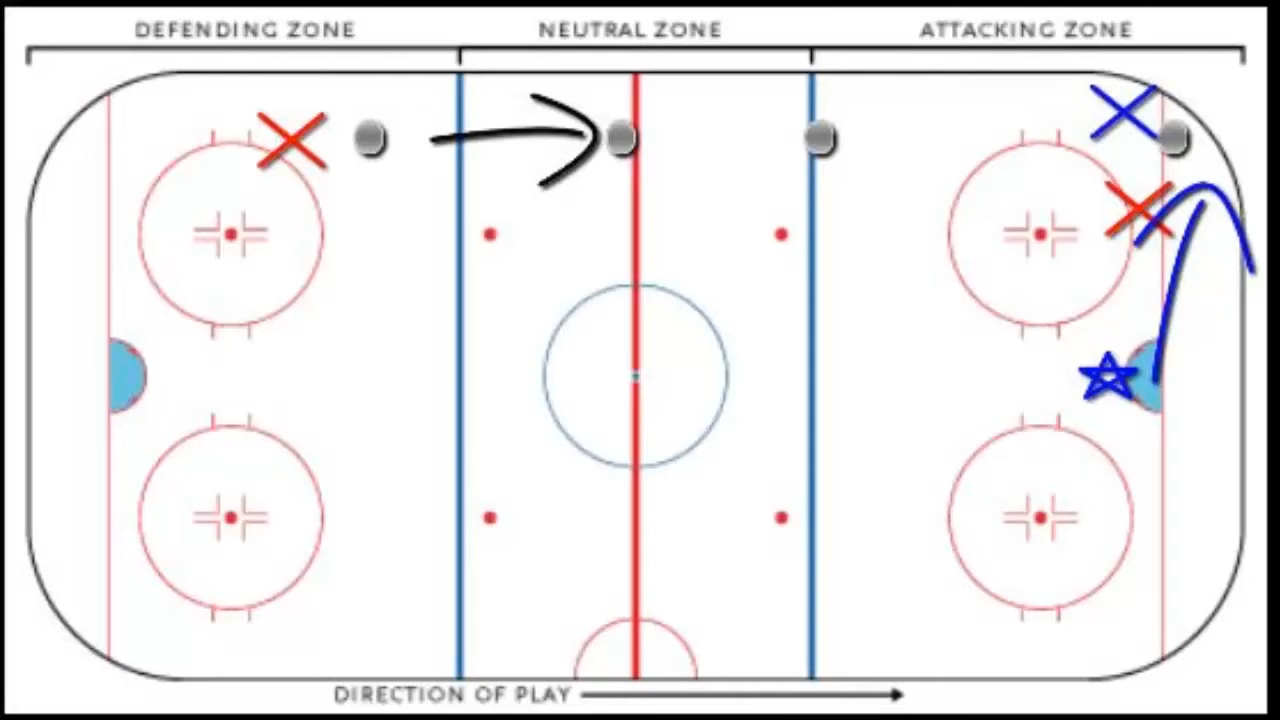 DEFENDING ZONE
NEUTRAL ZONE
ATTACKING ZONE
DIRECTION OF PLAY